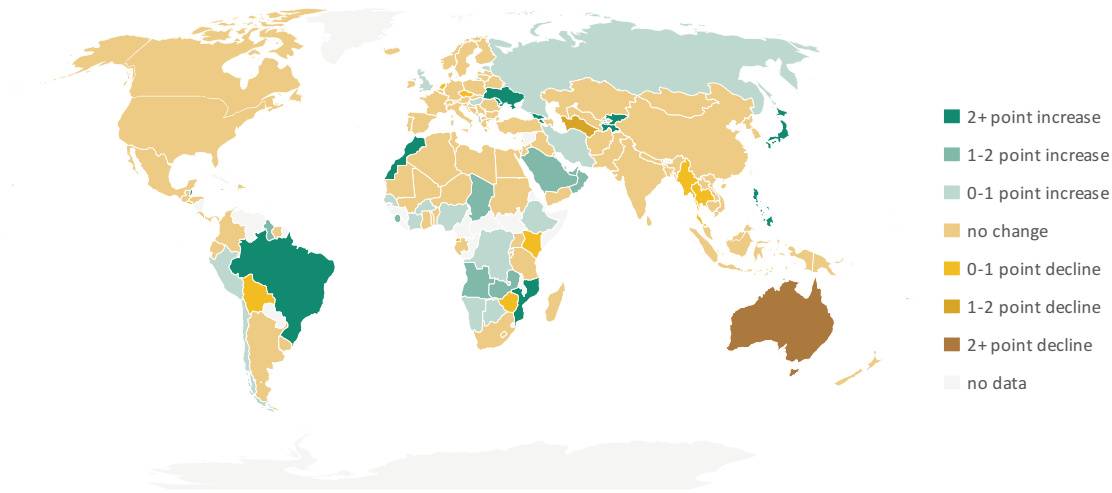 2+ point increase
1-2 point increase
0-1 point increase
no change
0-1 point decline
1-2 point decline
2+ point decline
no data